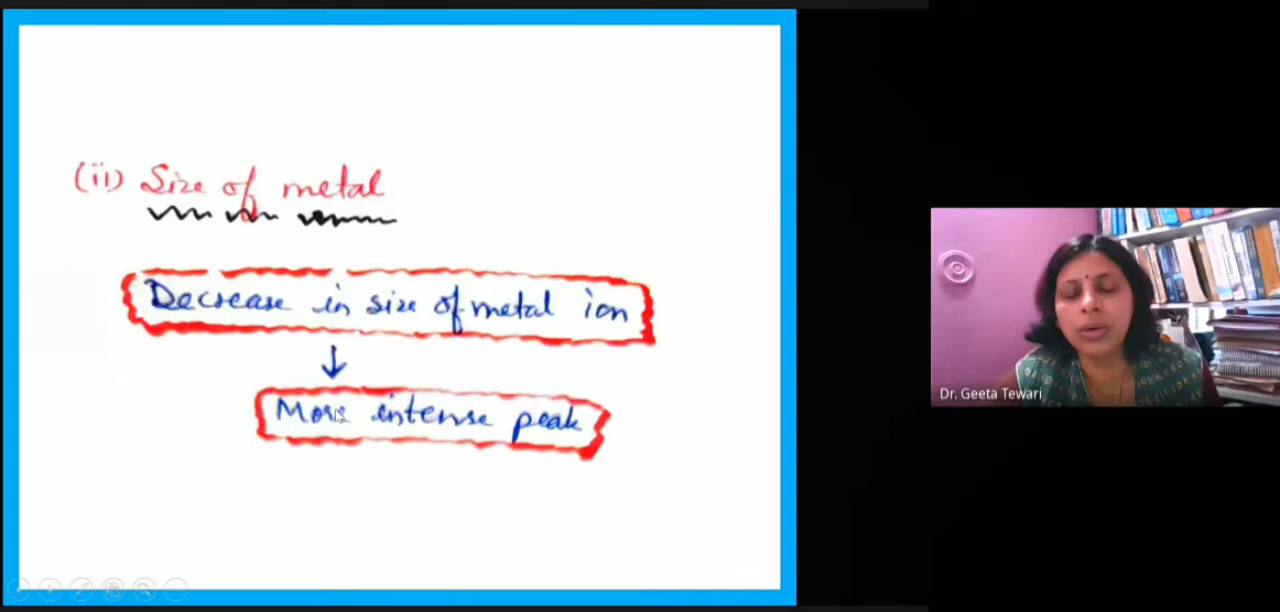 (ii) Size of metal
Decrease in size of metal ion
↓
More intense peak
Dr. Geeta Tewari